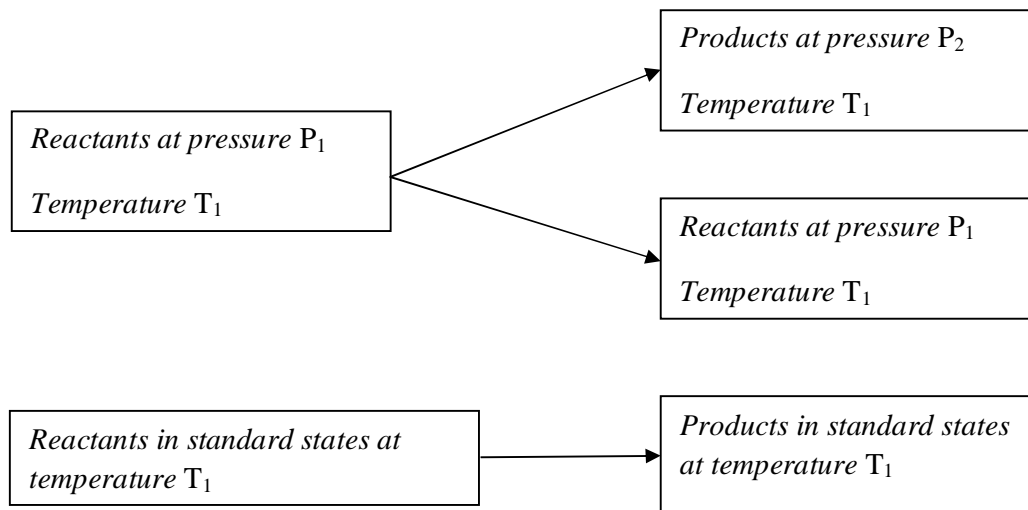 Reactants at pressure P₁
Temperature T₁
Products at pressure P₂
Temperature T₁
Reactants at pressure P₁
Temperature T₁
Reactants in standard states at
temperature T₁
Products in standard states
at temperature T₁